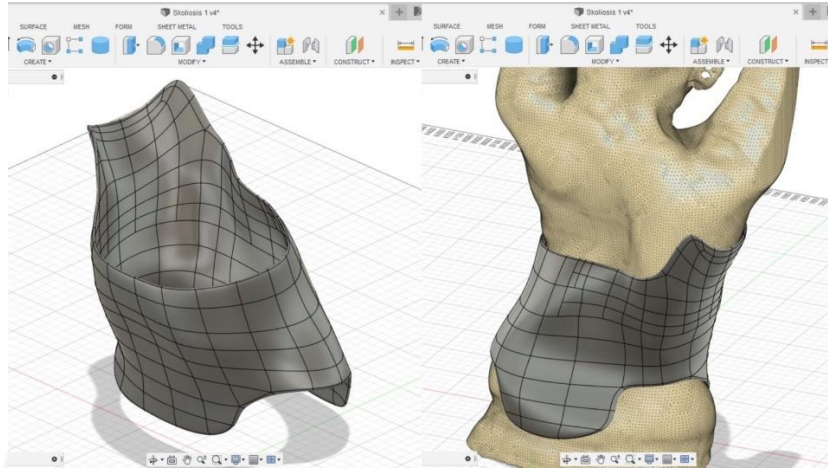 Skoliosis 1 v4*
SURFACE MESH FORM SHEET METAL TOOLS
CREATE MODIFY ASSEMBLE CONSTRUCT INSPECT
Skoliosis 1 v4*
SURFACE MESH FORM SHEET METAL TOOLS
CREATE MODIFY ASSEMBLE CONSTRUCT INSPECT